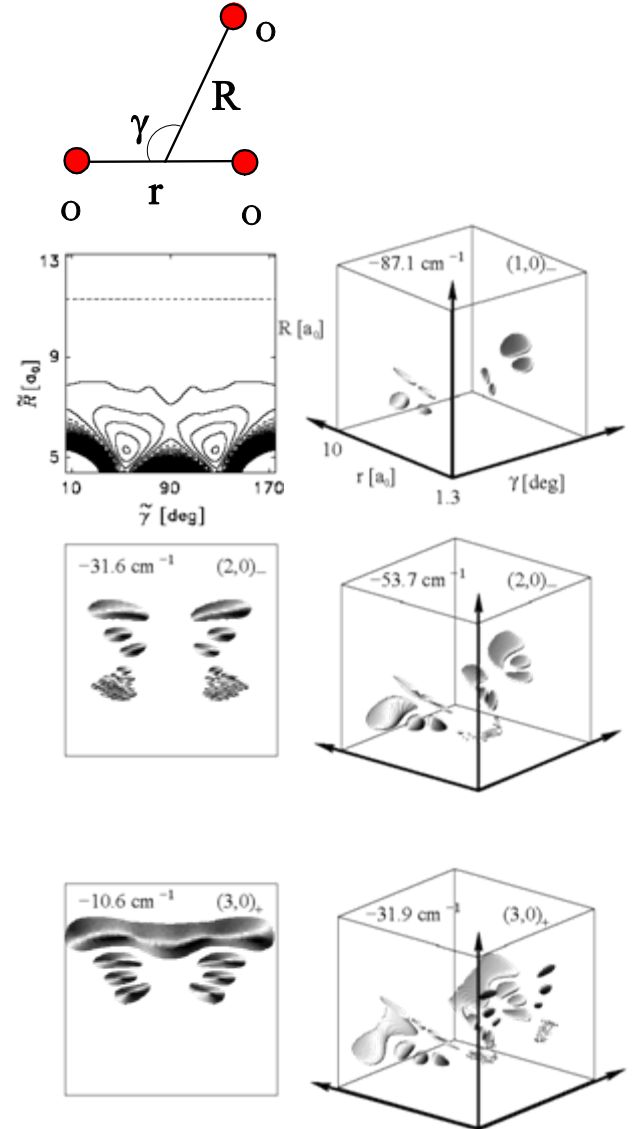 O
R
γ
r
O
O
13
9
5
R̃ [a₀]
10 90 170
γ̃ [deg]
−87.1 cm⁻¹ (1,0)₋
R [a₀]
10
r [a₀]
1.3
γ [deg]
−31.6 cm⁻¹ (2,0)₋
−53.7 cm⁻¹ (2,0)₋
−10.6 cm⁻¹ (3,0)₊
−31.9 cm⁻¹ (3,0)₊